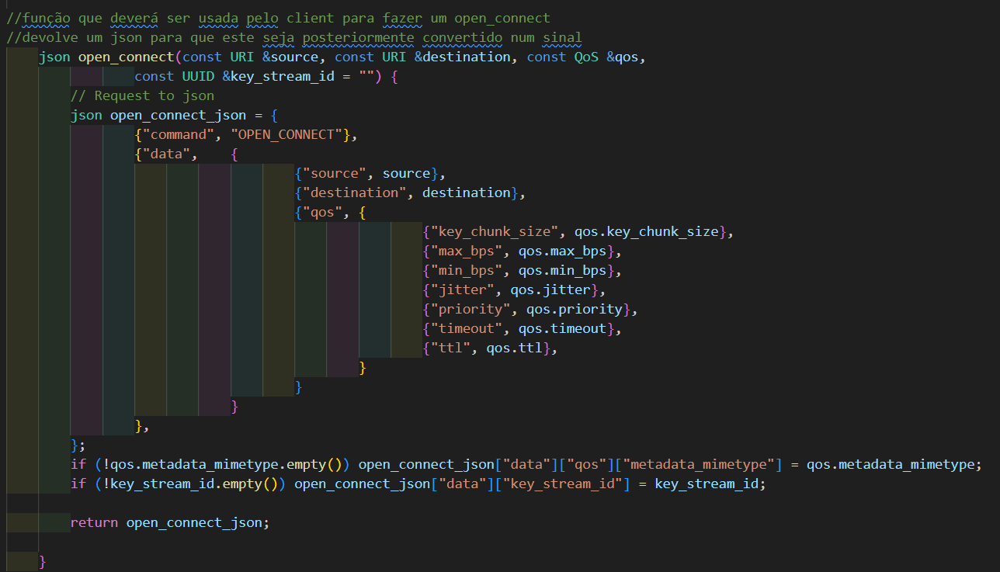 //função que deverá ser usada pelo client para fazer um open_connect
//devolve um json para que este seja posteriormente convertido num sinal
json open_connect(const URI &source, const URI &destination, const QoS &qos,
const UUID &key_stream_id = "") {
// Request to json
json open_connect_json = {
{"command", "OPEN_CONNECT"},
{"data", {
{"source", source},
{"destination", destination},
{"qos", {
{"key_chunk_size", qos.key_chunk_size},
{"max_bps", qos.max_bps},
{"min_bps", qos.min_bps},
{"jitter", qos.jitter},
{"priority", qos.priority},
{"timeout", qos.timeout},
{"ttl", qos.ttl},
}
}
}
},
};
if (!qos.metadata_mimetype.empty()) open_connect_json["data"]["qos"]["metadata_mimetype"] = qos.metadata_mimetype;
if (!key_stream_id.empty()) open_connect_json["data"]["key_stream_id"] = key_stream_id;
return open_connect_json;
}